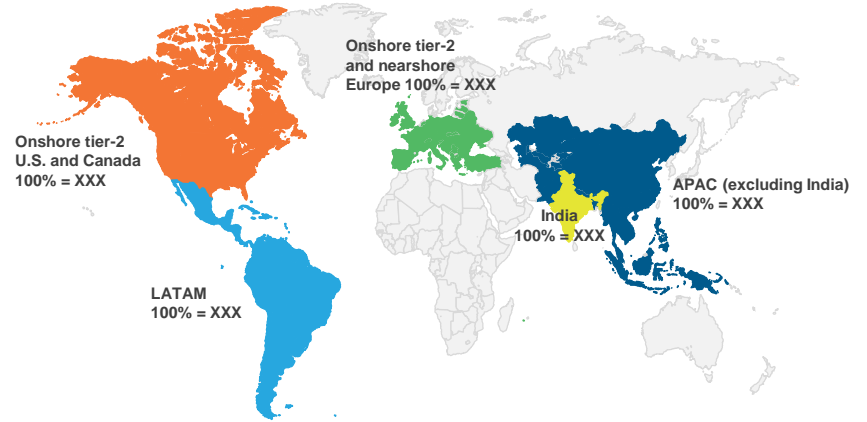 Onshore tier-2
and nearshore
Europe 100% = XXX
Onshore tier-2
U.S. and Canada
100% = XXX
APAC (excluding India)
100% = XXX
India
100% = XXX
LATAM
100% = XXX